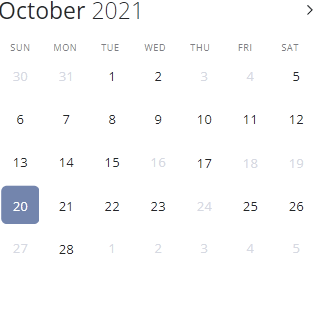 October 2021
SUN MON TUE WED THU FRI SAT
30 31 1 2 3 4 5
6 7 8 9 10 11 12
13 14 15 16 17 18 19
20 21 22 23 24 25 26
27 28 1 2 3 4 5